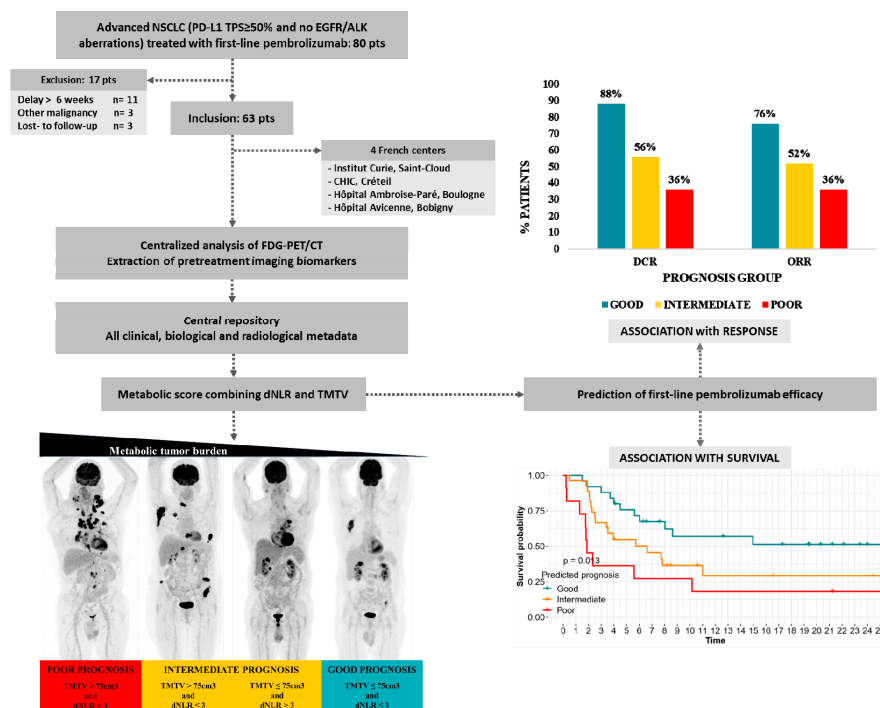 Advanced NSCLC (PD-L1 TPS≥50% and no EGFR/ALK
aberrations) treated with first-line pembrolizumab: 80 pts
Exclusion: 17 pts
Delay > 6 weeks n= 11
Other malignancy n= 3
Lost- to follow-up n= 3
Inclusion: 63 pts
4 French centers
- Institut Curie, Saint-Cloud
- CHIC, Créteil
- Hôpital Ambroise-Paré, Boulogne
- Hôpital Avicenne, Bobigny
Centralized analysis of FDG-PET/CT
Extraction of pretreatment imaging biomarkers
Central repository
All clinical, biological and radiological metadata
Metabolic score combining dNLR and TMTV
Metabolic tumor burden
POOR PROGNOSIS
TMTV > 75cm3
and
dNLR > 3
INTERMEDIATE PROGNOSIS
TMTV > 75cm3
and
dNLR ≤ 3
TMTV ≤ 75cm3
and
dNLR > 3
GOOD PROGNOSIS
TMTV ≤ 75cm3
and
dNLR ≤ 3
% PATIENTS
100
90
80
70
60
50
40
30
20
10
0
88%
56%
36%
76%
52%
36%
DCR
ORR
PROGNOSIS GROUP
GOOD INTERMEDIATE POOR
ASSOCIATION with RESPONSE
Prediction of first-line pembrolizumab efficacy
ASSOCIATION WITH SURVIVAL
Survival probability
1.00
0.75
0.50
0.25
0.00
p = 0.013
Predicted prognosis
Good
Intermediate
Poor
0 1 2 3 4 5 6 7 8 9 10 11 12 13 14 15 16 17 18 19 20 21 22 23 24 25
Time